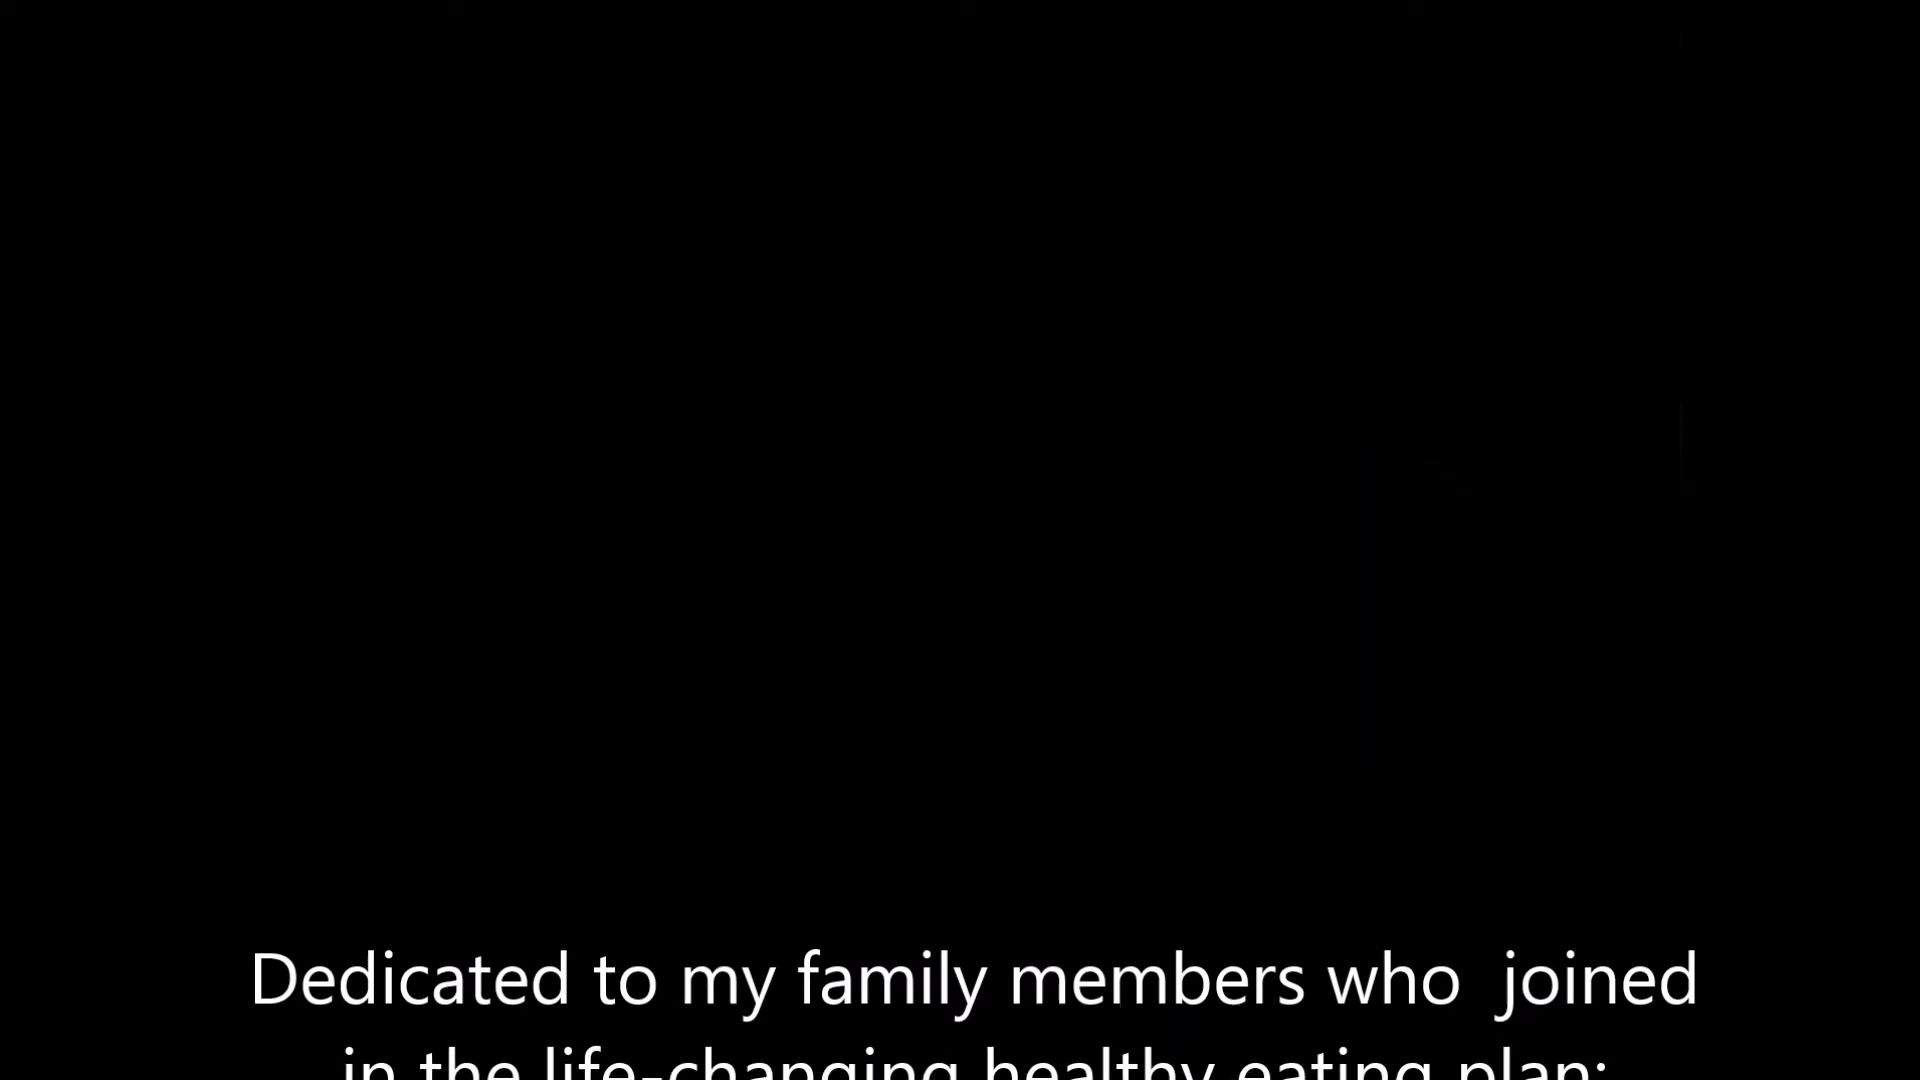 Dedicated to my family members who  joined
in the life-changing healthy eating plan: